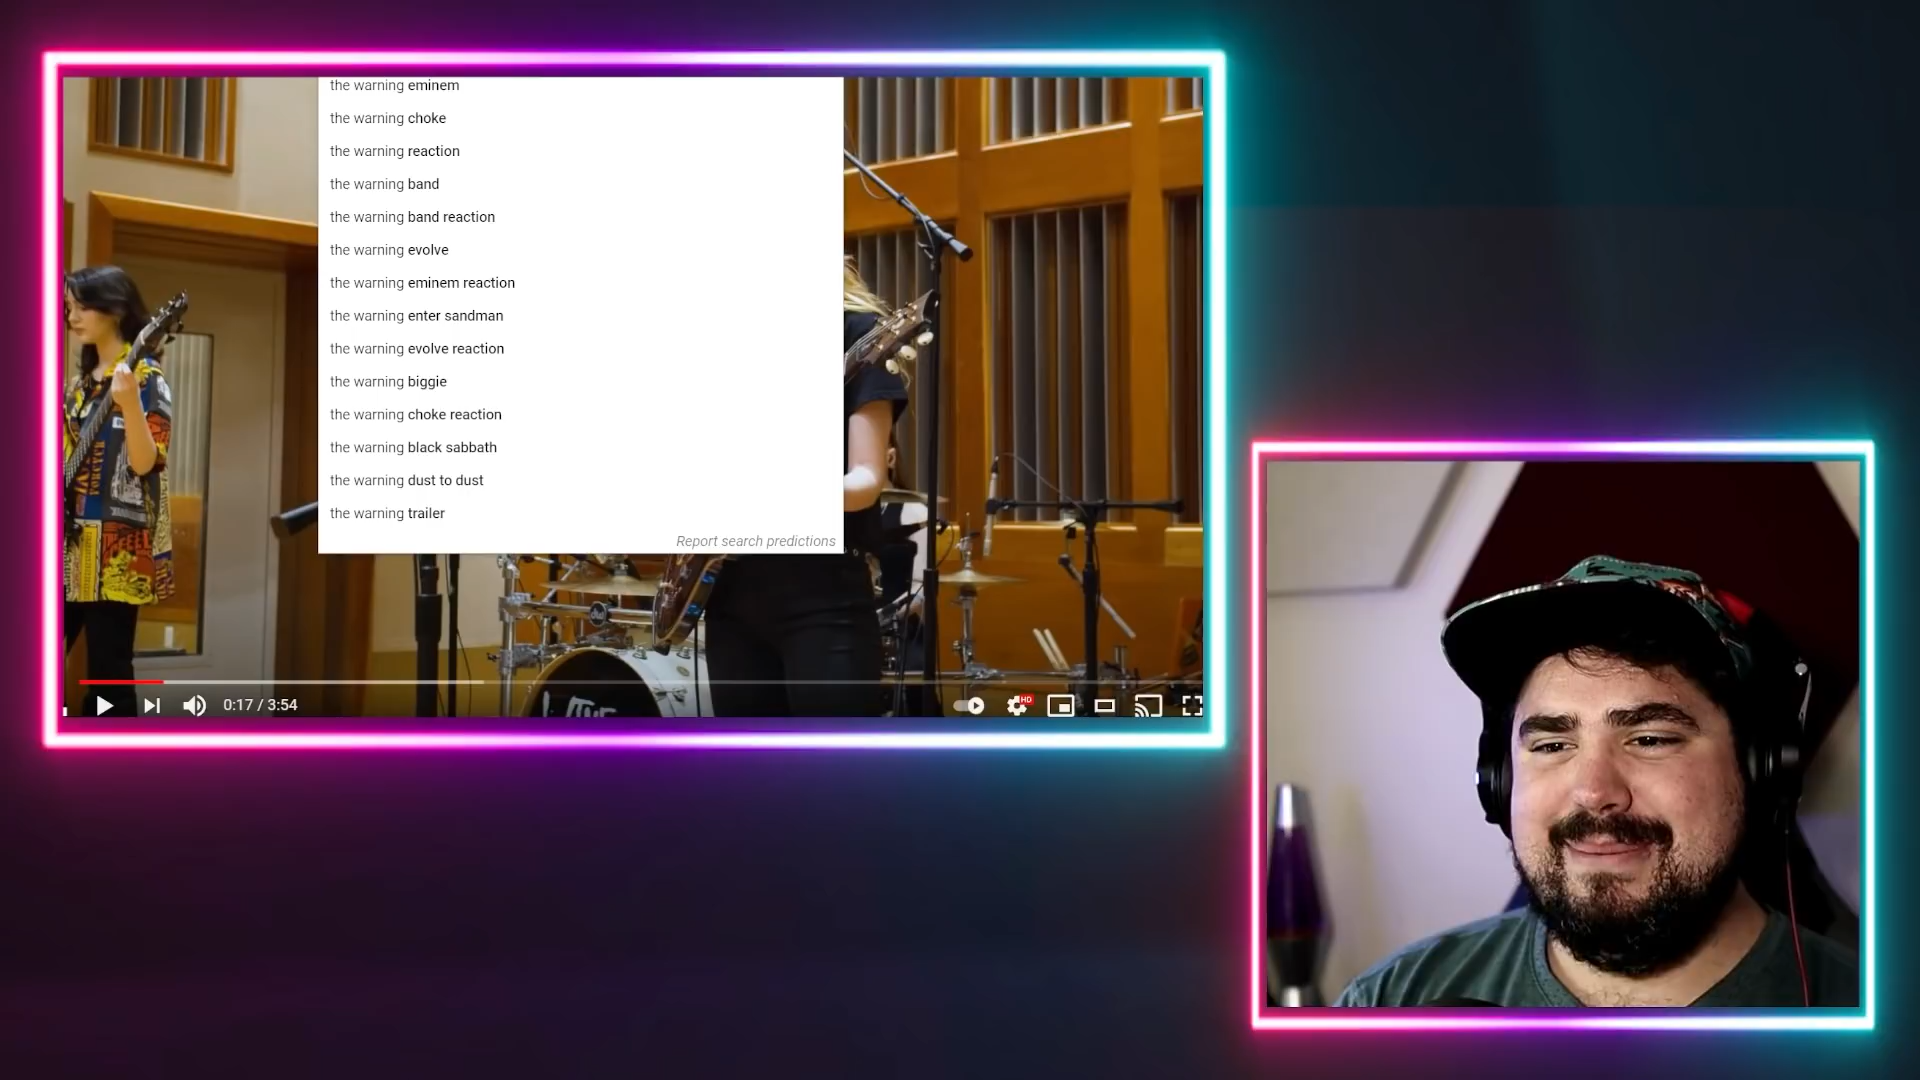 the warning eminem
the warning choke
the warning reaction
the warning band
the warning band reaction
the warning evolve
the warning eminem reaction
the warning enter sandman
the warning evolve reaction
the warning biggie
the warning choke reaction
the warning black sabbath
the warning dust to dust
the warning trailer
Report search predictions
0:17 / 3:54
HD